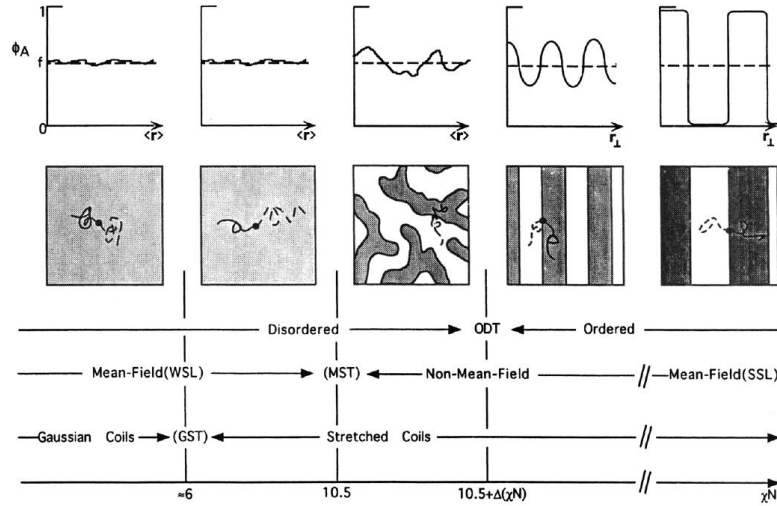 1
ϕA
f
0
⟨r⟩
⟨r⟩
⟨r⟩
r⊥
r⊥
Disordered ODT Ordered
Mean-Field(WSL) (MST) Non-Mean-Field // Mean-Field(SSL)
Gaussian Coils (GST) Stretched Coils //
≈6 10.5 10.5+Δ(χN) // χN